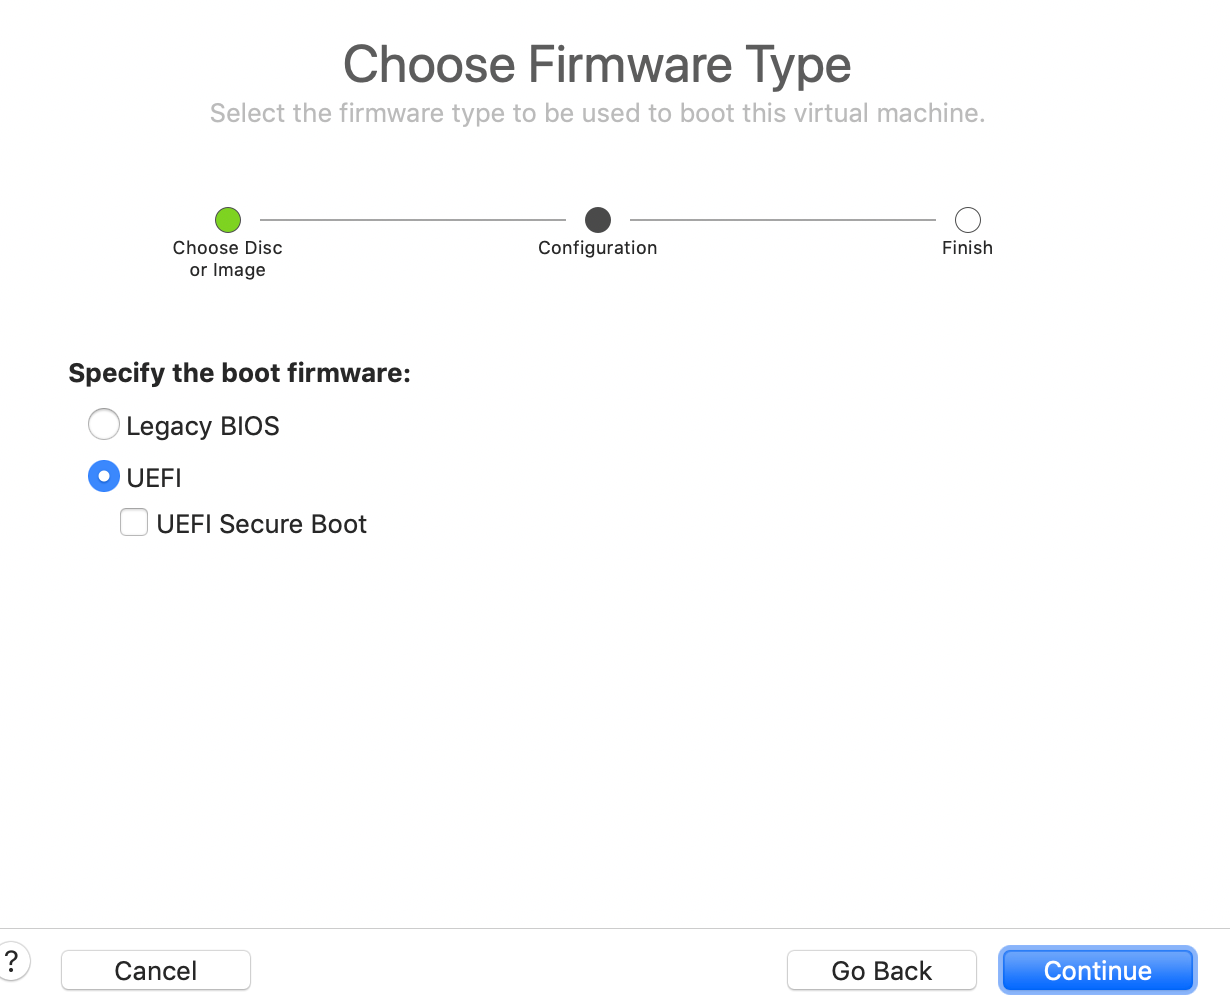 Choose Firmware Type
Select the firmware type to be used to boot this virtual machine.
Choose Disc
or Image
Configuration
Finish
Specify the boot firmware:
Legacy BIOS
UEFI
UEFI Secure Boot
?
Cancel
Go Back
Continue